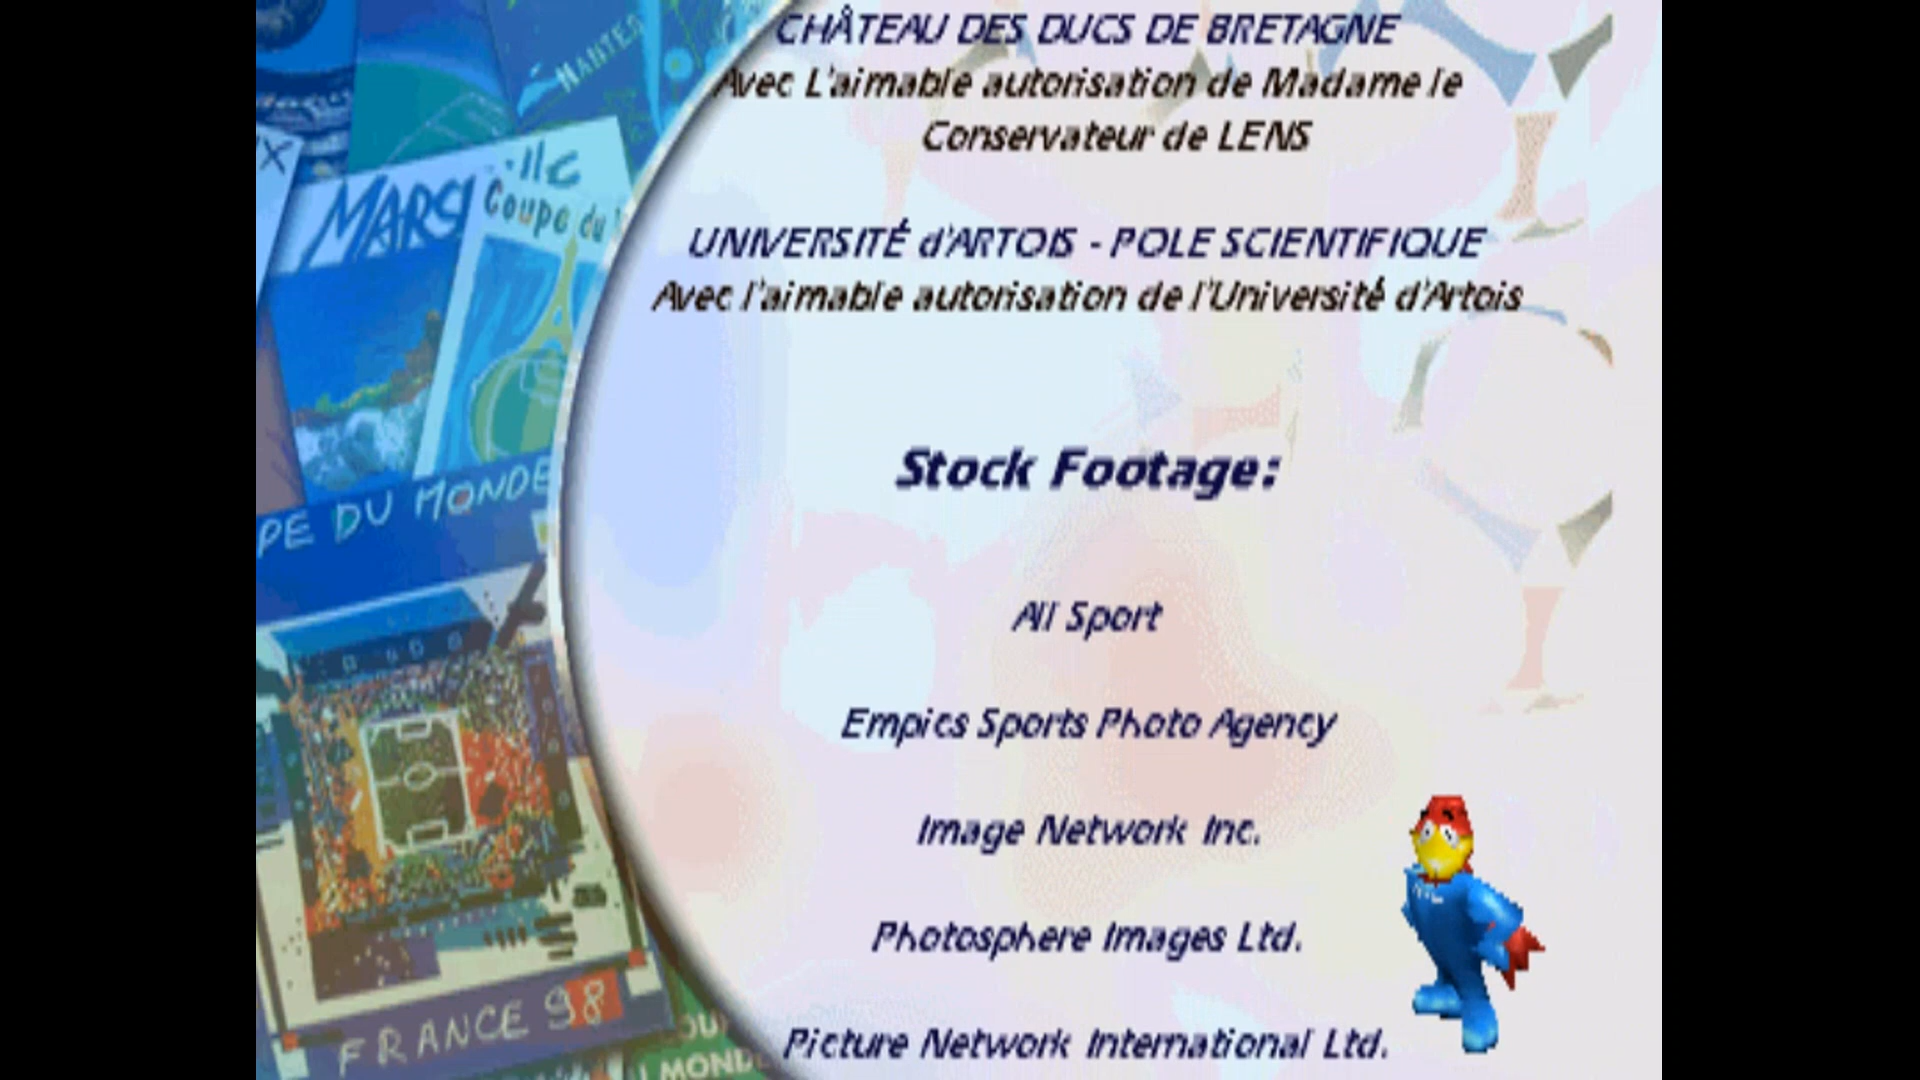 CHÂTEAU DES DUCS DE BRETAGNE
Avec L'aimable autorisation de Madame le
Conservateur de LENS
UNIVERSITÉ d'ARTOIS - POLE SCIENTIFIQUE
Avec l'aimable autorisation de l'Université d'Artois
Stock Footage:
All Sport
Empics Sports Photo Agency
Image Network Inc.
Photosphere Images Ltd.
Picture Network International Ltd.
NANTES
MARS
Coupe du
PE DU MONDE
FRANCE 98
MONDE